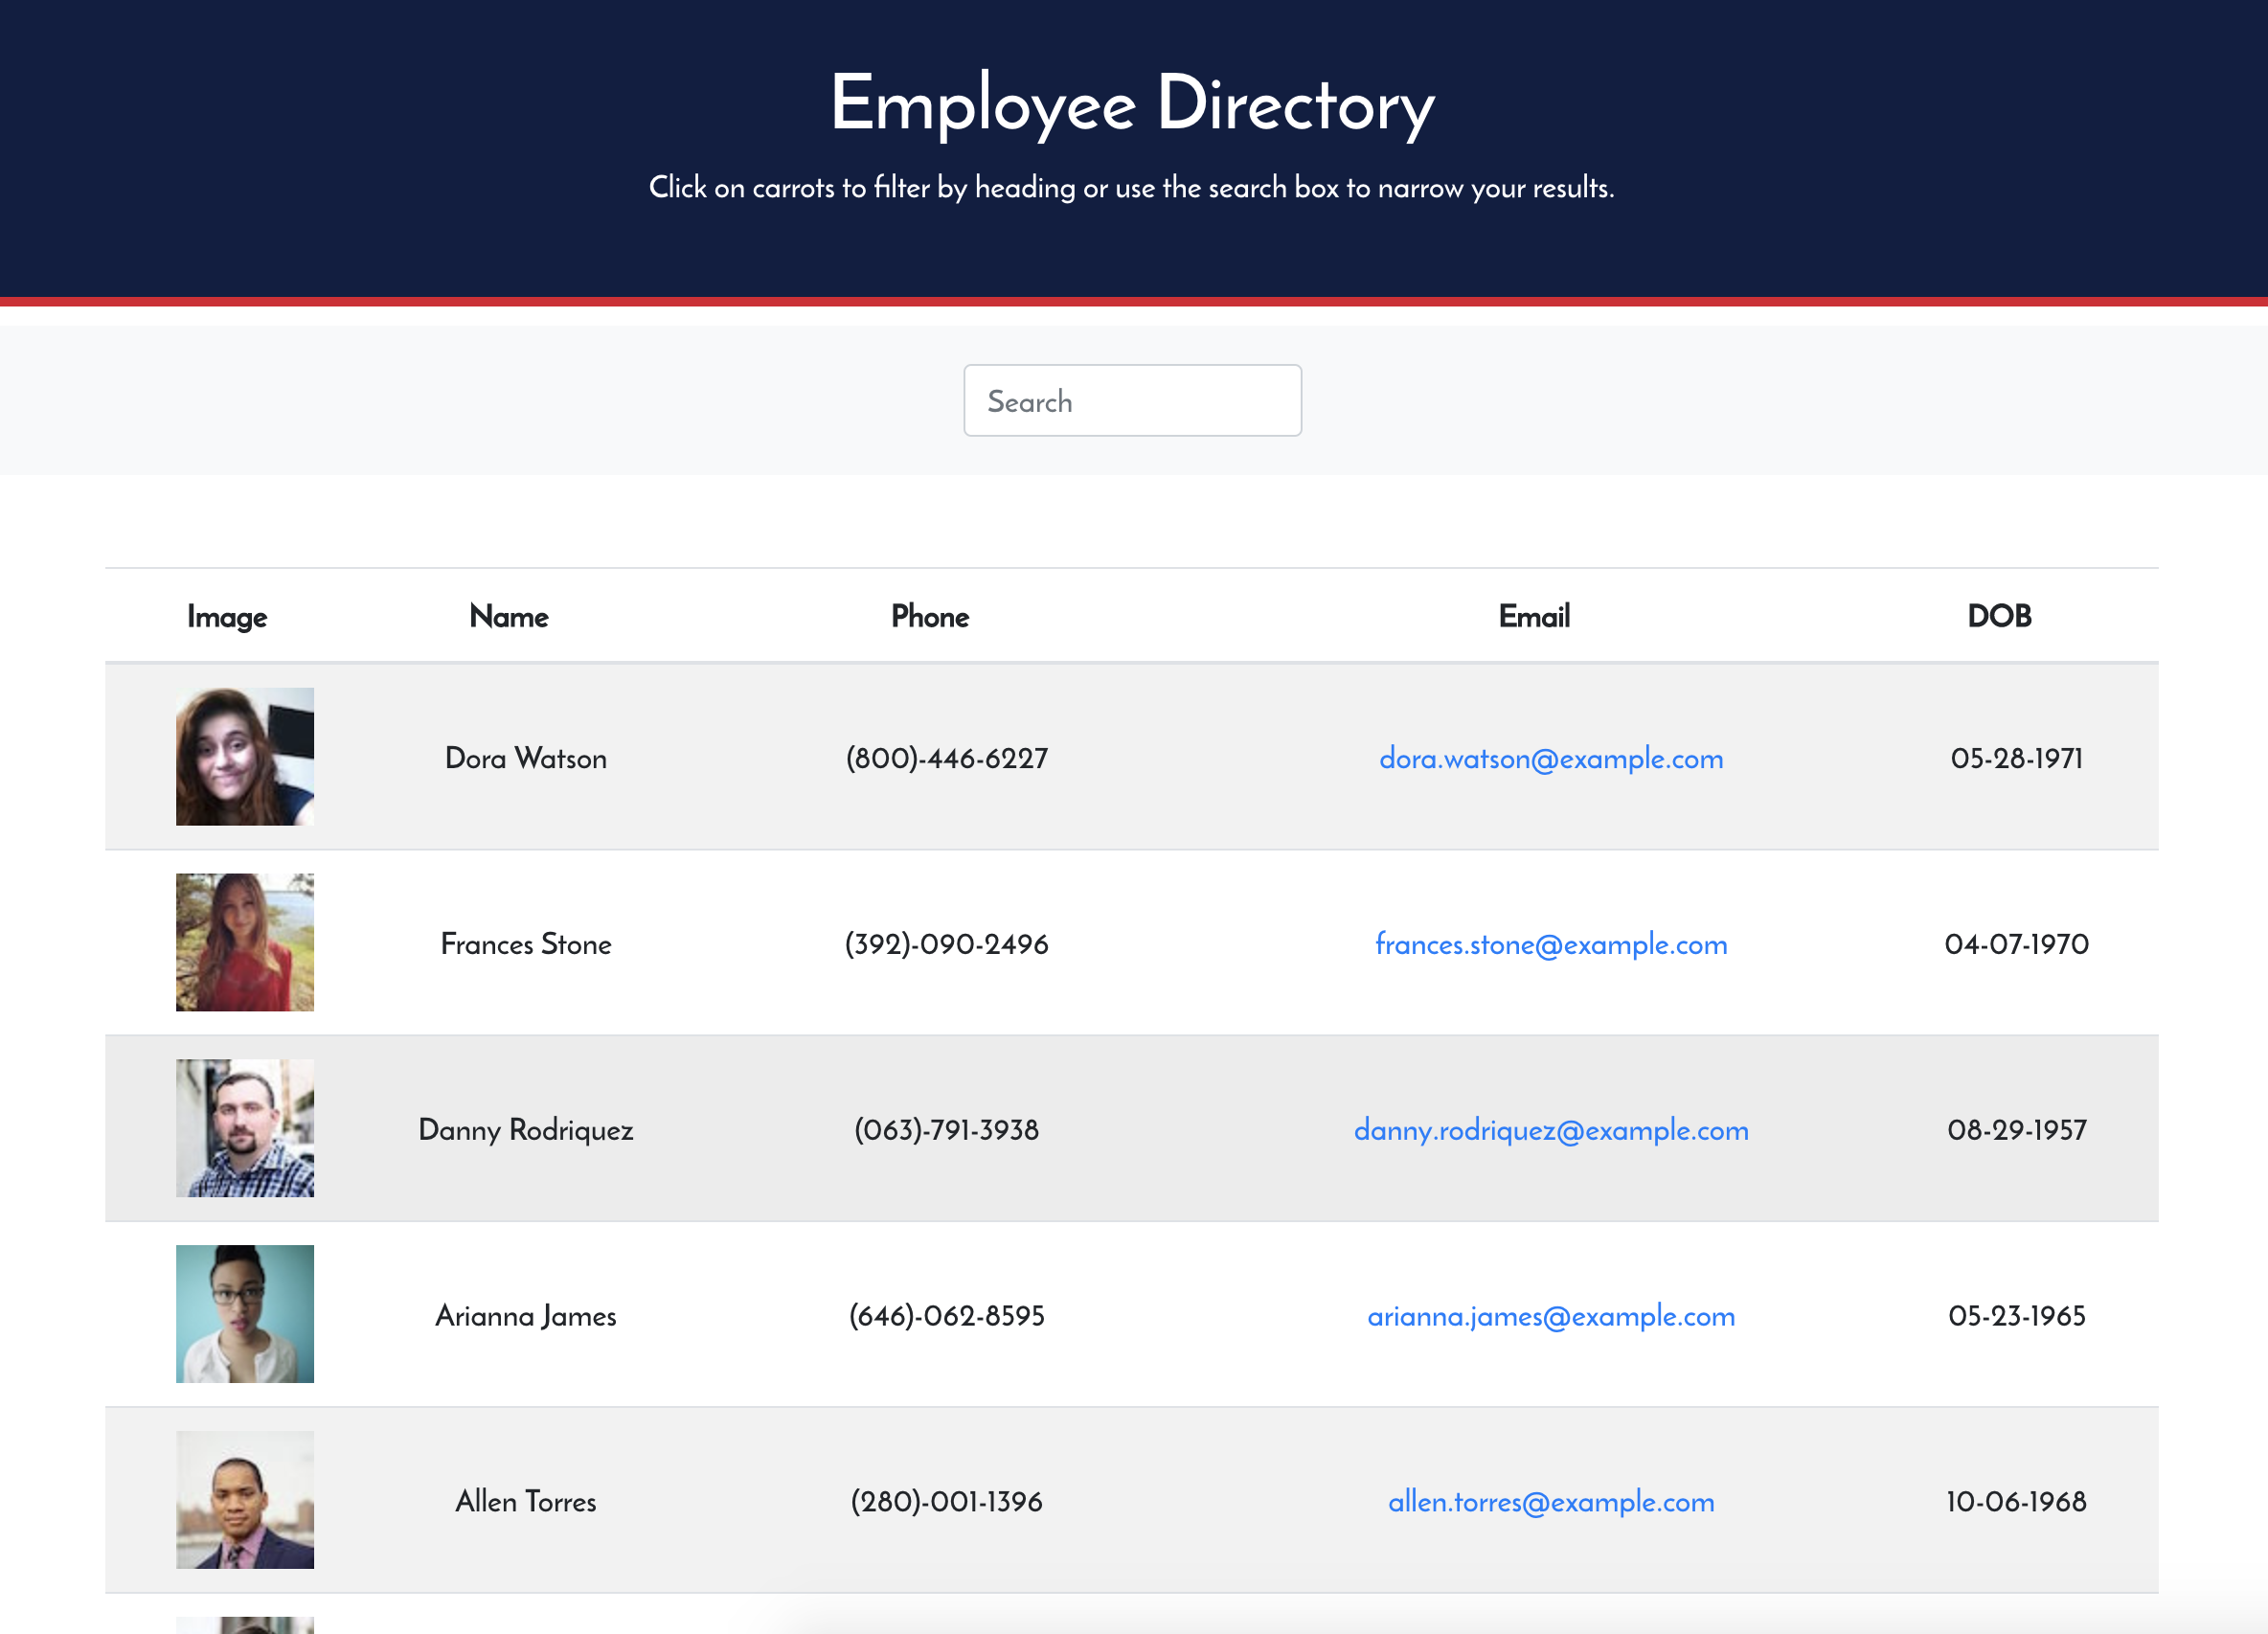 Employee Directory
Click on carrots to filter by heading or use the search box to narrow your results.
Search
Image Name Phone Email DOB
Dora Watson (800)-446-6227 dora.watson@example.com 05-28-1971
Frances Stone (392)-090-2496 frances.stone@example.com 04-07-1970
Danny Rodriquez (063)-791-3938 danny.rodriquez@example.com 08-29-1957
Arianna James (646)-062-8595 arianna.james@example.com 05-23-1965
Allen Torres (280)-001-1396 allen.torres@example.com 10-06-1968